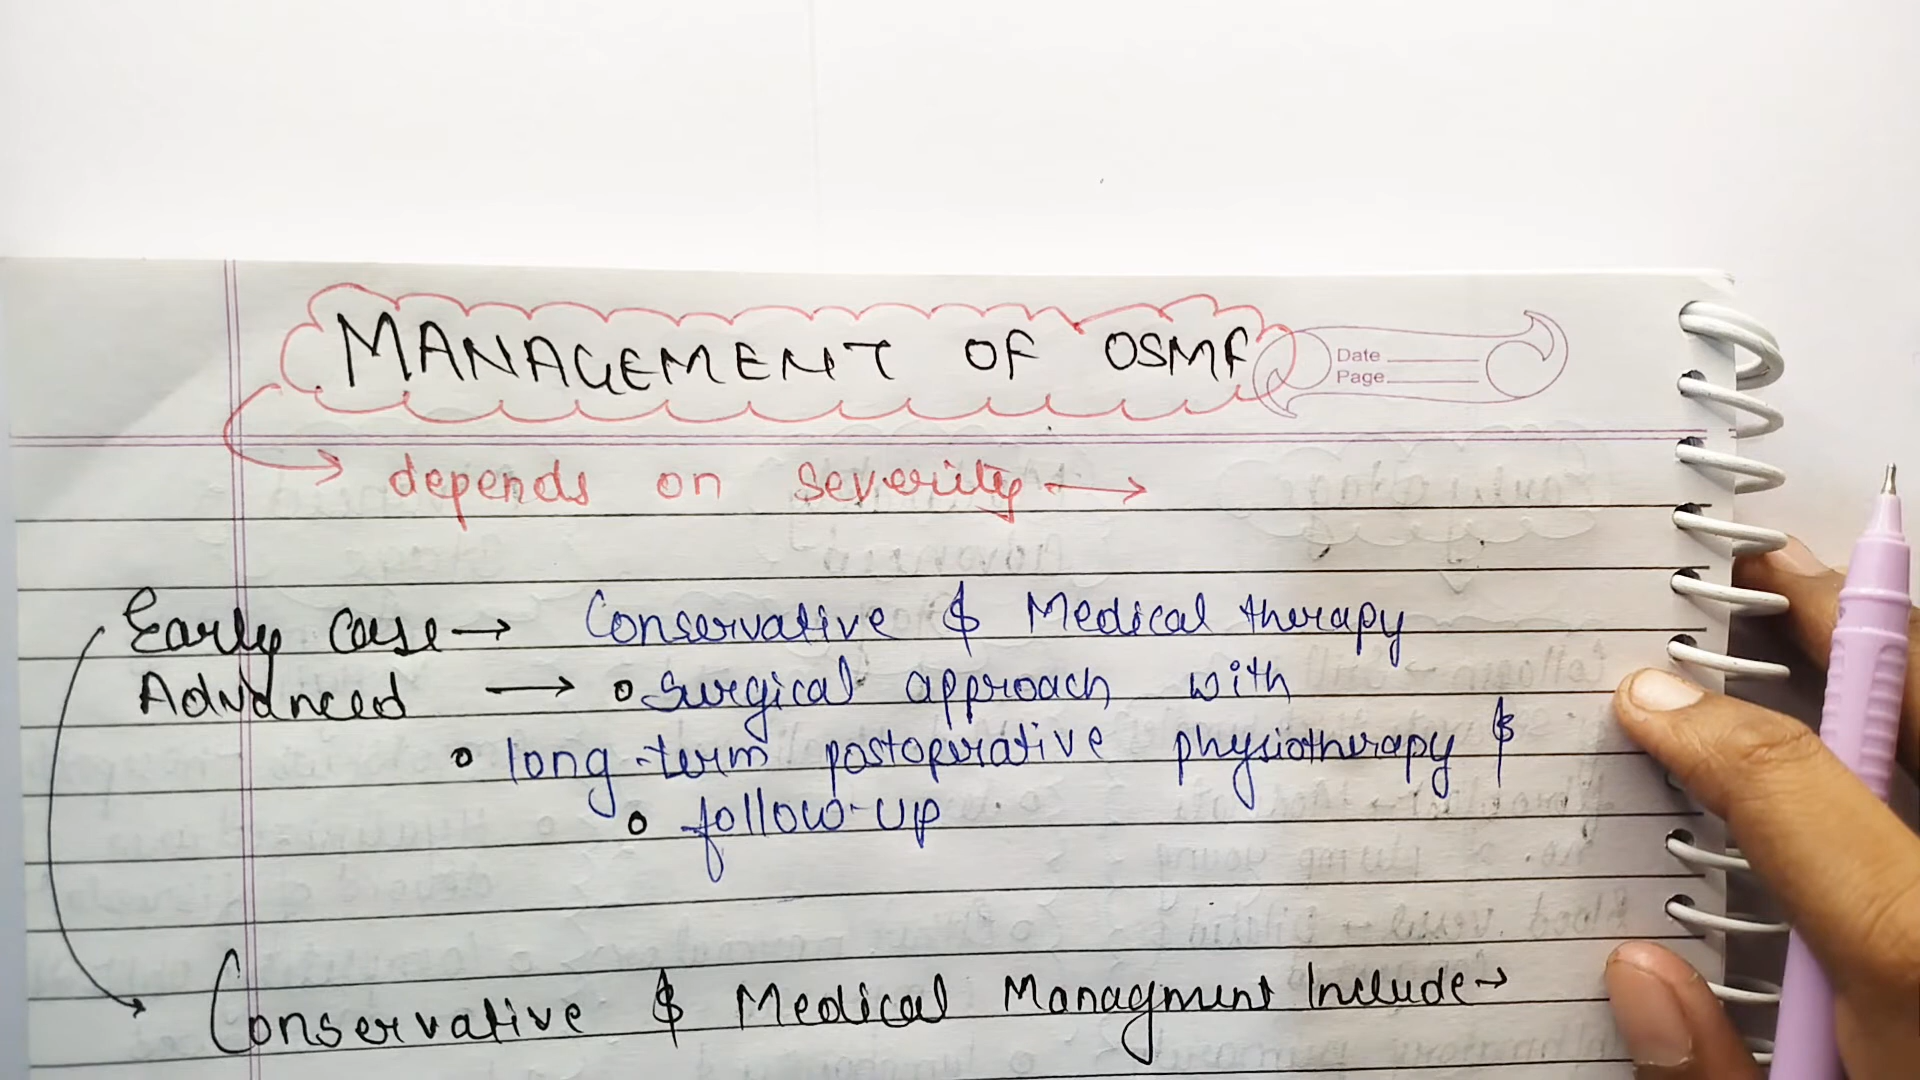 MANAGEMENT OF OSMF
Date
Page
→ depends on severity →
Early Case → Conservative & Medical therapy
Advanced → o Surgical approach with
o long-term postoperative physiotherapy &
o follow-up
Conservative & Medical Managment Include →